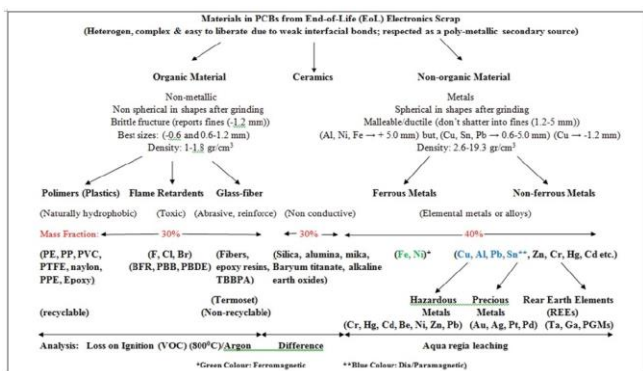 Materials in PCBs from End-of-Life (EoL) Electronics Scrap
(Heterogen, complex & easy to liberate due to weak interfacial bonds; respected as a poly-metallic secondary source)
Organic Material
Ceramics
Non-organic Material
Non-metallic
Non spherical in shapes after grinding
Brittle fructure (reports fines (-1.2 mm))
Best sizes: (-0.6 and 0.6-1.2 mm)
Density: 1-1.8 gr/cm³
Metals
Spherical in shapes after grinding
Malleable/ductile (don't shatter into fines (1.2-5 mm))
(Al, Ni, Fe → + 5.0 mm) but, (Cu, Sn, Pb → 0.6-5.0 mm) (Cu → -1.2 mm)
Density: 2.6-19.3 gr/cm³
Polimers (Plastics) Flame Retardents Glass-fiber
Ferrous Metals Non-ferrous Metals
(Naturally hydrophobic) (Toxic) (Abrasive, reinforce) (Non conductive) (Elemental metals or alloys)
Mass Fraction: 30% 30% 40%
(PE, PP, PVC,
PTFE, naylon,
PPE, Epoxy)
(F, Cl, Br)
(BFR, PBB, PBDE)
(Fibers,
epoxy resins,
TBBPA)
(Silica, alumina, mika,
Baryum titanate, alkaline
earth oxides)
(Fe, Ni)*
(Cu, Al, Pb, Sn**, Zn, Cr, Hg, Cd etc.)
(recyclable)
(Termoset)
(Non-recyclable)
Hazardous
Metals
(Cr, Hg, Cd, Be, Ni, Zn, Pb)
Precious
Metals
(Au, Ag, Pt, Pd)
Rear Earth Elements
(REEs)
(Ta, Ga, PGMs)
Analysis: Loss on Ignition (VOC) (800⁰C)/Argon Difference Aqua regia leaching
*Green Colour: Ferromagnetic **Blue Colour: Dia/Paramagnetic)